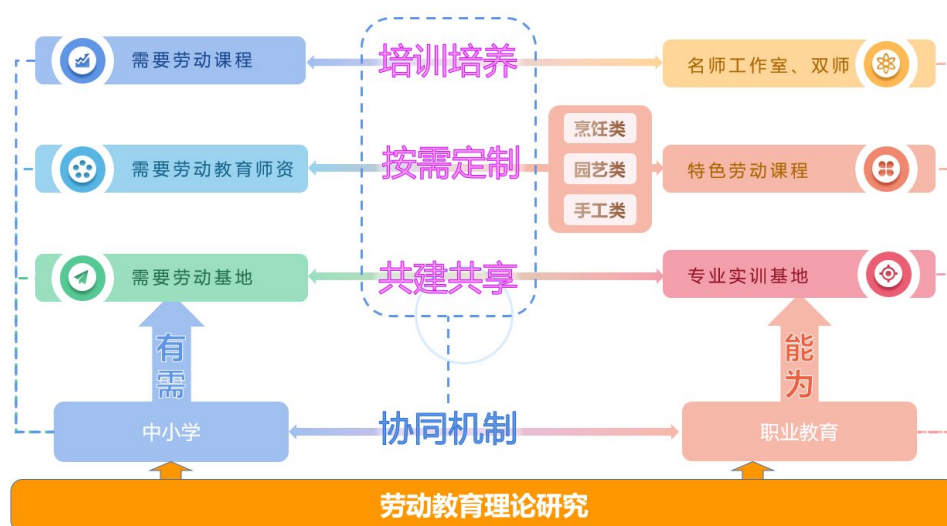 需要劳动课程
培训培养
名师工作室、双师
需要劳动教育师资
按需定制
烹饪类
园艺类
手工类
特色劳动课程
需要劳动基地
共建共享
专业实训基地
有需
能为
中小学
协同机制
职业教育
劳动教育理论研究